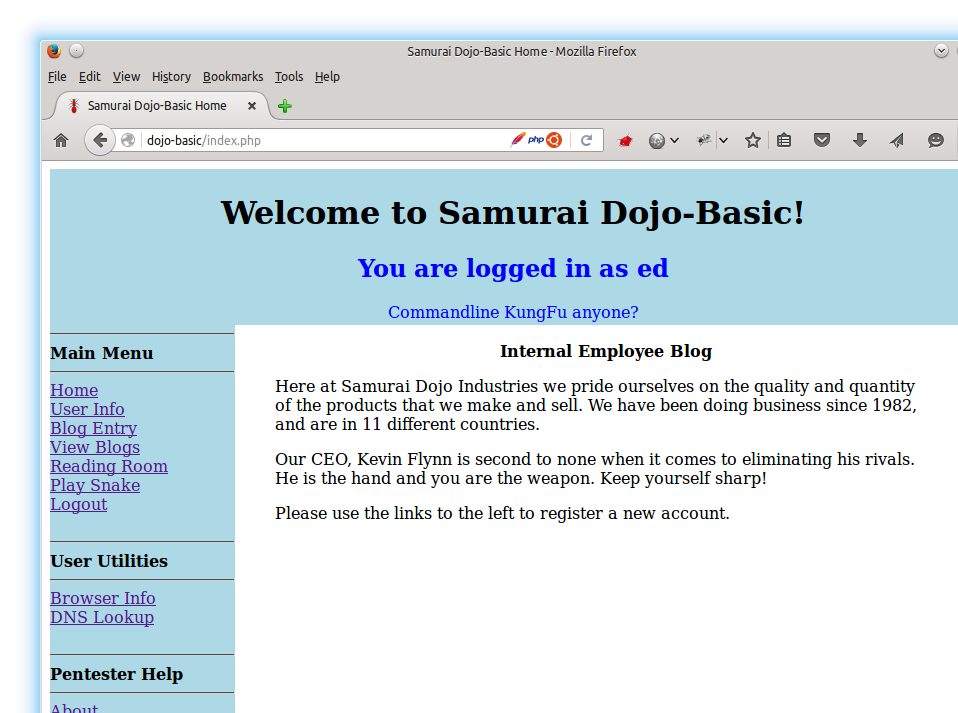 Samurai Dojo-Basic Home - Mozilla Firefox
File Edit View History Bookmarks Tools Help
Samurai Dojo-Basic Home
dojo-basic/index.php
php
Welcome to Samurai Dojo-Basic!
You are logged in as ed
Commandline KungFu anyone?
Main Menu
Home
User Info
Blog Entry
View Blogs
Reading Room
Play Snake
Logout
User Utilities
Browser Info
DNS Lookup
Pentester Help
About
Internal Employee Blog
Here at Samurai Dojo Industries we pride ourselves on the quality and quantity
of the products that we make and sell. We have been doing business since 1982,
and are in 11 different countries.
Our CEO, Kevin Flynn is second to none when it comes to eliminating his rivals.
He is the hand and you are the weapon. Keep yourself sharp!
Please use the links to the left to register a new account.